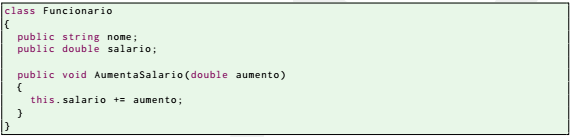 class Funcionario
{
  public string nome;
  public double salario;

  public void AumentaSalario(double aumento)
  {
    this.salario += aumento;
  }
}